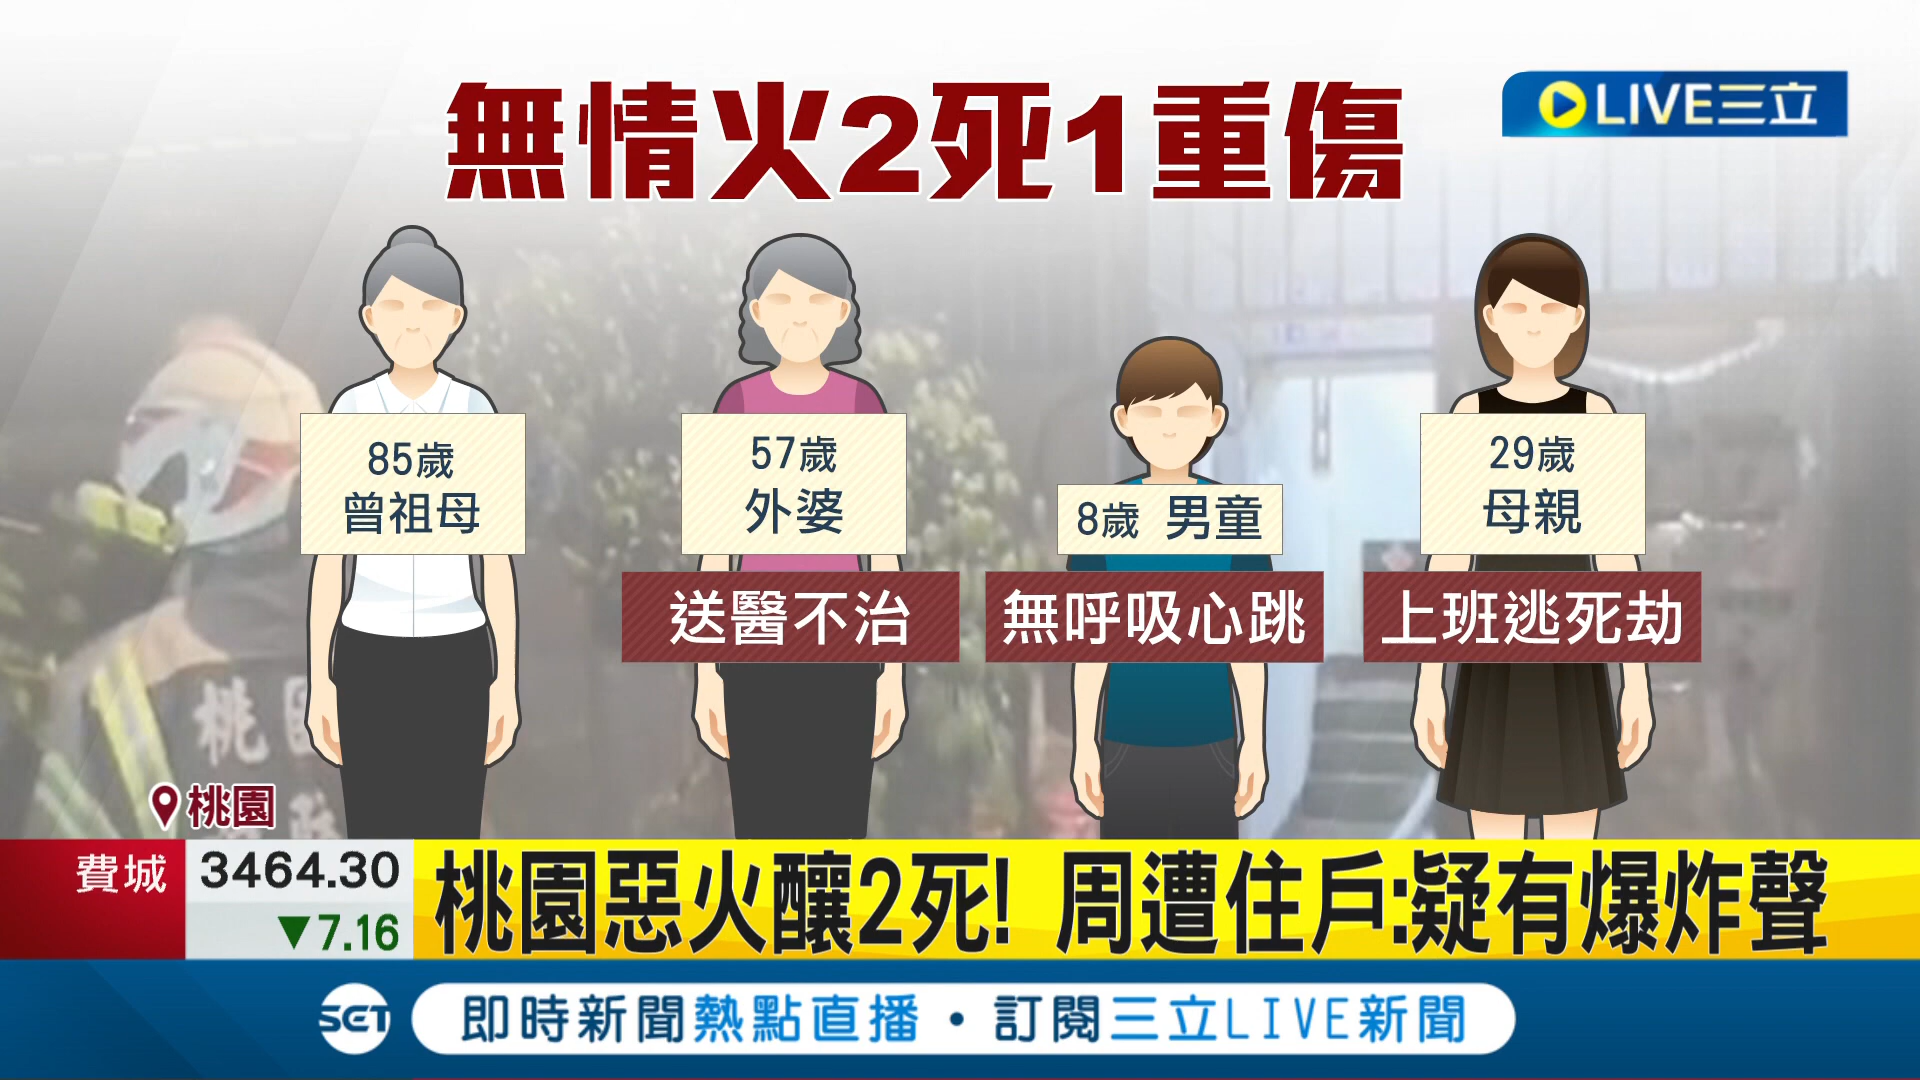 無情火2死1重傷
LIVE三立
85歲
曾祖母
57歲
外婆
8歲 男童
29歲
母親
送醫不治
無呼吸心跳
上班逃死劫
桃園
桃園
費城
3464.30
▼7.16
桃園惡火釀2死! 周遭住戶:疑有爆炸聲
SET
即時新聞熱點直播・訂閱三立LIVE新聞